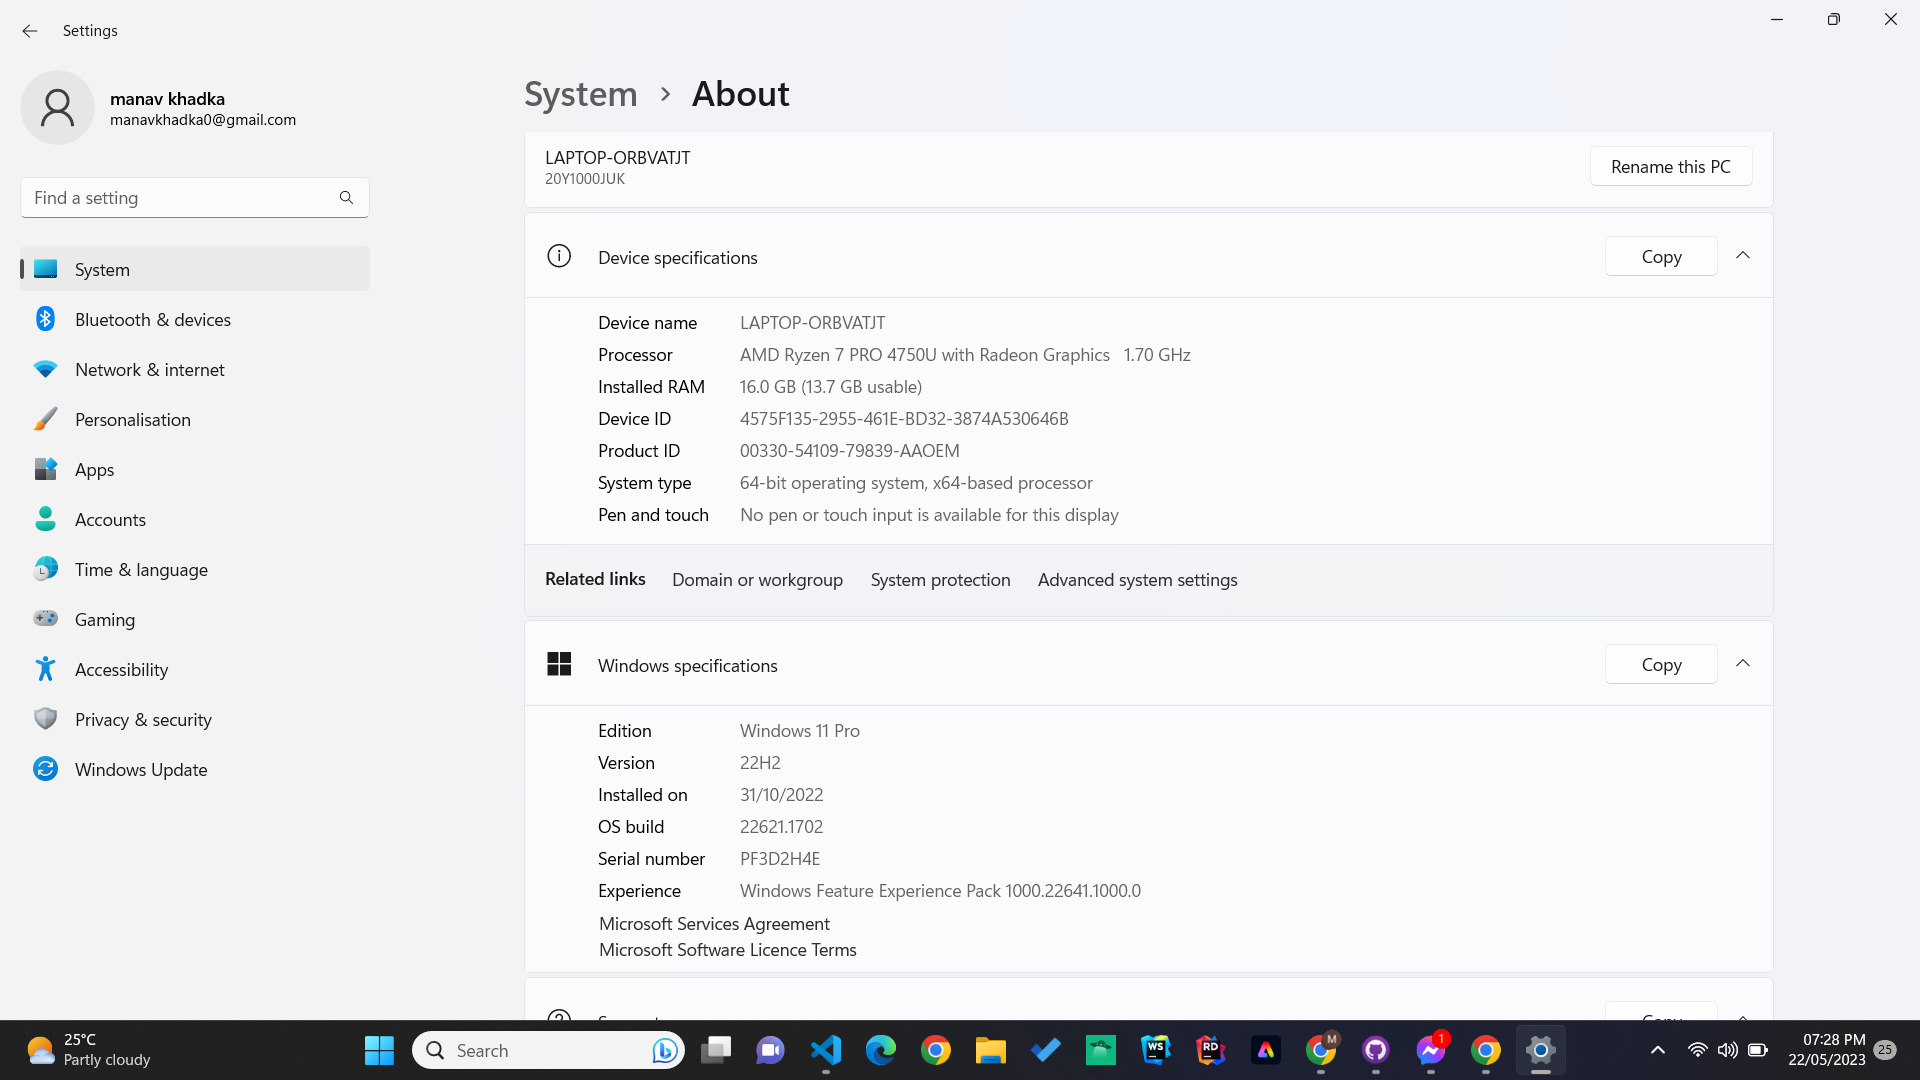 Settings
manav khadka
manavkhadka0@gmail.com
Find a setting
System
Bluetooth & devices
Network & internet
Personalisation
Apps
Accounts
Time & language
Gaming
Accessibility
Privacy & security
Windows Update
System > About
LAPTOP-ORBVATJT
20Y1000JUK
Rename this PC
Device specifications
Copy
Device name LAPTOP-ORBVATJT
Processor AMD Ryzen 7 PRO 4750U with Radeon Graphics 1.70 GHz
Installed RAM 16.0 GB (13.7 GB usable)
Device ID 4575F135-2955-461E-BD32-3874A530646B
Product ID 00330-54109-79839-AAOEM
System type 64-bit operating system, x64-based processor
Pen and touch No pen or touch input is available for this display
Related links Domain or workgroup System protection Advanced system settings
Windows specifications
Copy
Edition Windows 11 Pro
Version 22H2
Installed on 31/10/2022
OS build 22621.1702
Serial number PF3D2H4E
Experience Windows Feature Experience Pack 1000.22641.1000.0
Microsoft Services Agreement
Microsoft Software Licence Terms
25°C
Partly cloudy
Search
WS
RD
M
1
07:28 PM
22/05/2023
25